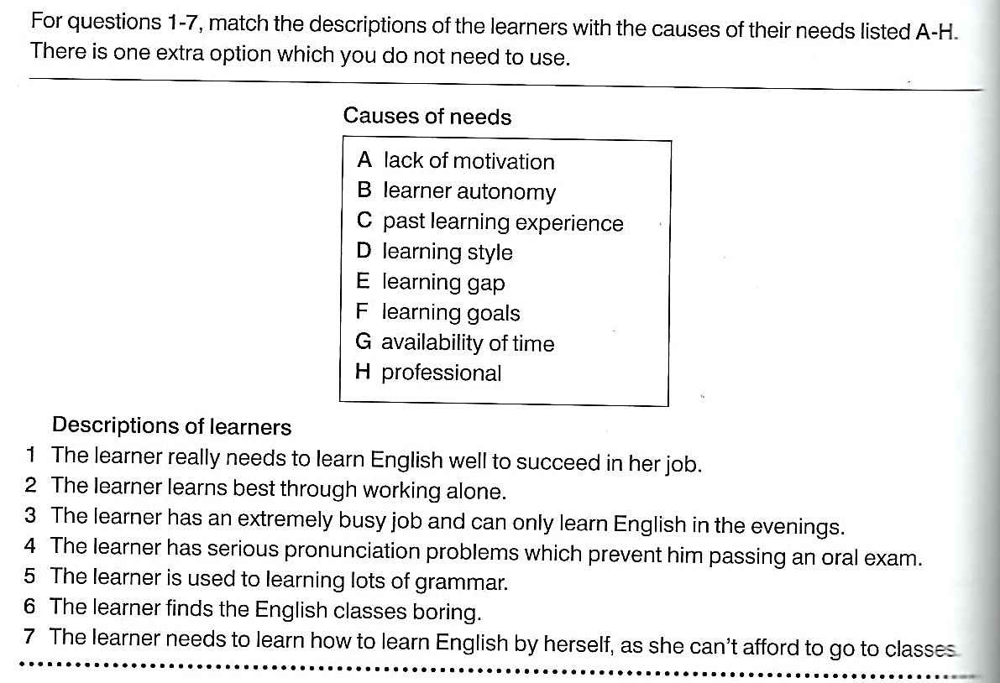 For questions 1-7, match the descriptions of the learners with the causes of their needs listed A-H.
There is one extra option which you do not need to use.
Causes of needs
A lack of motivation
B learner autonomy
C past learning experience
D learning style
E learning gap
F learning goals
G availability of time
H professional
Descriptions of learners
1 The learner really needs to learn English well to succeed in her job.
2 The learner learns best through working alone.
3 The learner has an extremely busy job and can only learn English in the evenings.
4 The learner has serious pronunciation problems which prevent him passing an oral exam.
5 The learner is used to learning lots of grammar.
6 The learner finds the English classes boring.
7 The learner needs to learn how to learn English by herself, as she can't afford to go to classes.